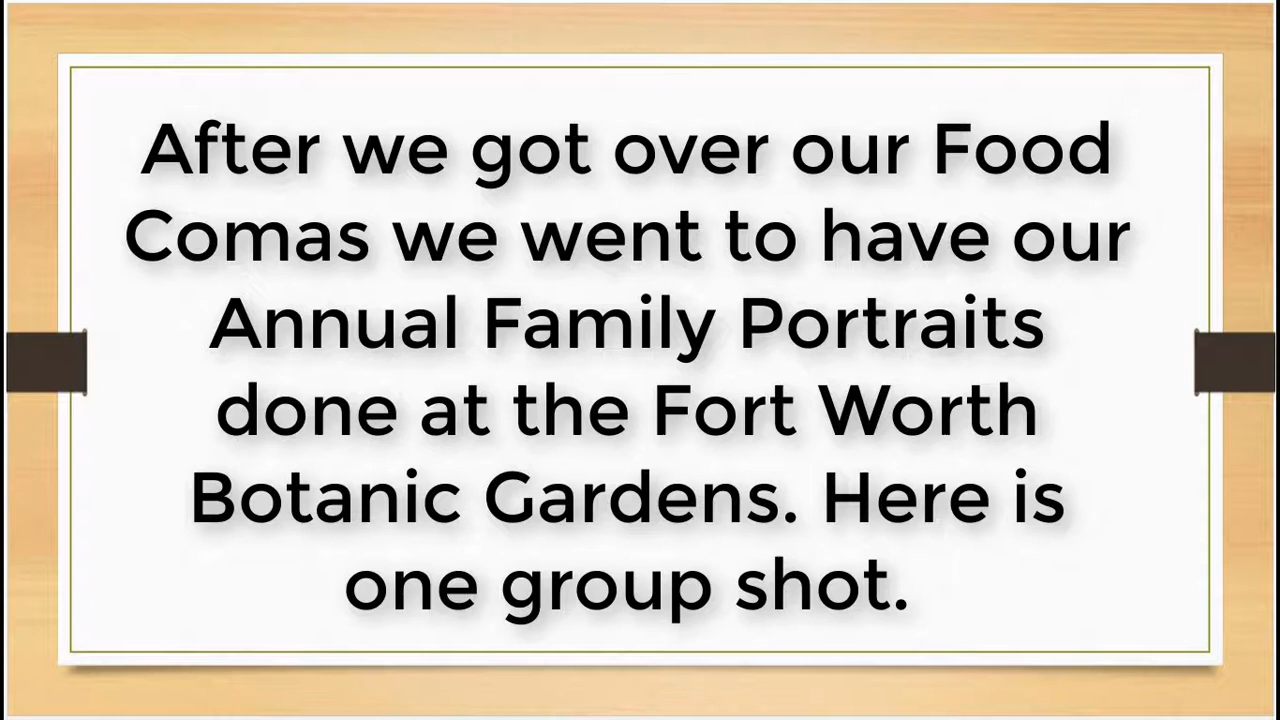 After we got over our Food
Comas we went to have our
Annual Family Portraits
done at the Fort Worth
Botanic Gardens. Here is
one group shot.